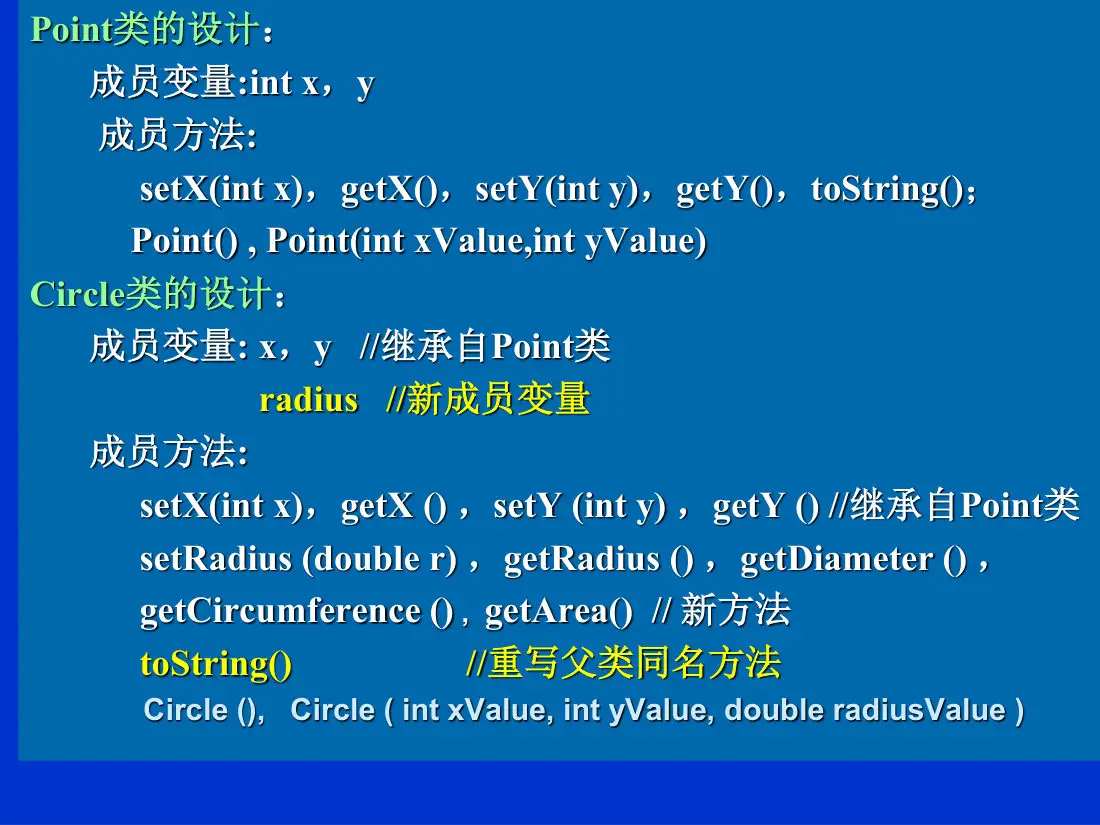 Point类的设计：
成员变量:int x，y
成员方法:
setX(int x)，getX()，setY(int y)，getY()，toString()；
Point() , Point(int xValue,int yValue)
Circle类的设计：
成员变量: x，y //继承自Point类
radius //新成员变量
成员方法:
setX(int x)，getX () ，setY (int y) ，getY () //继承自Point类
setRadius (double r) ，getRadius () ，getDiameter () ，
getCircumference () , getArea() // 新方法
toString() //重写父类同名方法
Circle (), Circle ( int xValue, int yValue, double radiusValue )